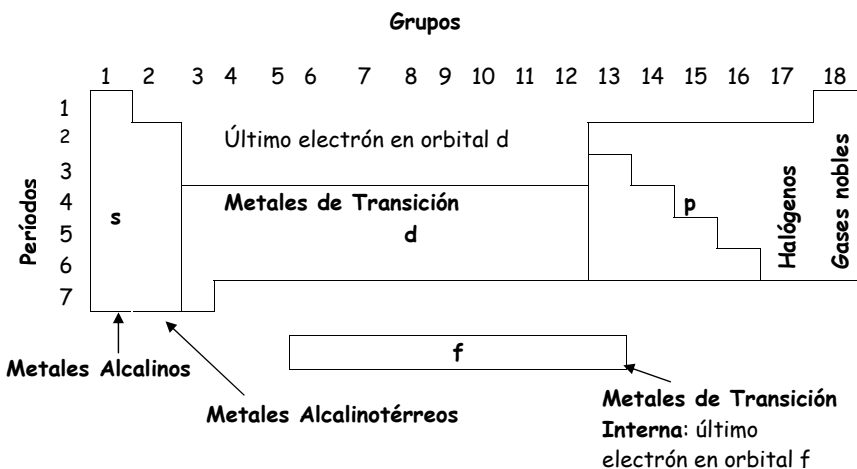 Grupos
1 2 3 4 5 6 7 8 9 10 11 12 13 14 15 16 17 18
Períodos
1
2
3
4
5
6
7
Último electrón en orbital d
Metales de Transición
s
d
p
Halógenos
Gases nobles
f
Metales Alcalinos
Metales Alcalinotérreos
Metales de Transición
Interna: último
electrón en orbital f